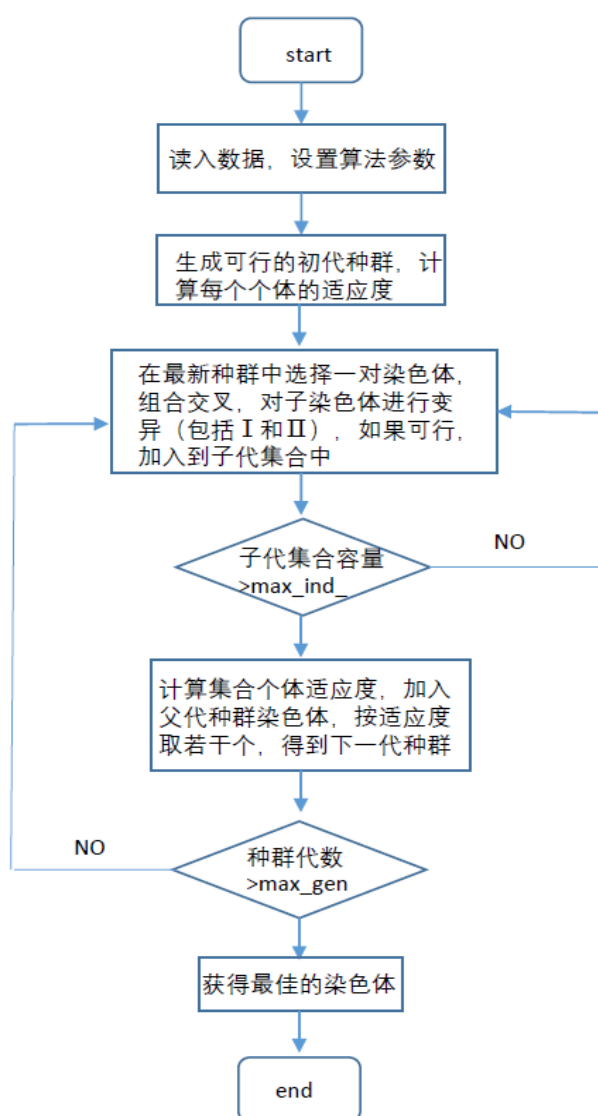 start
读入数据，设置算法参数
生成可行的初代种群，计
算每个个体的适应度
在最新种群中选择一对染色体，
组合交叉，对子染色体进行变
异（包括Ⅰ和Ⅱ），如果可行，
加入到子代集合中
子代集合容量
>max_ind_
NO
计算集合个体适应度，加入
父代种群染色体，按适应度
取若干个，得到下一代种群
NO
种群代数
>max_gen
获得最佳的染色体
end